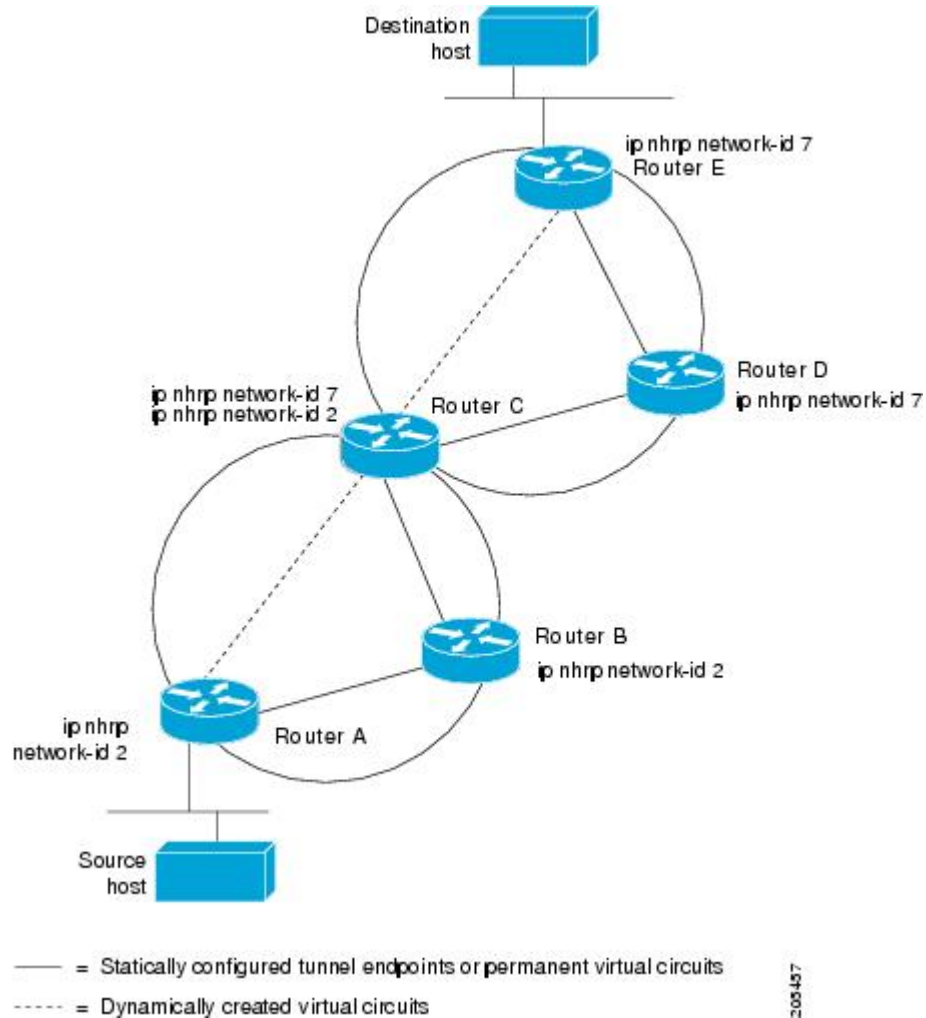 Destination
host
ip nhrp network-id 7
Router E
Router D
ip nhrp network-id 7
ip nhrp network-id 7
ip nhrp network-id 2
Router C
Router B
ip nhrp network-id 2
ip nhrp
network-id 2
Router A
Source
host
= Statically configured tunnel endpoints or permanent virtual circuits
= Dynamically created virtual circuits
205457